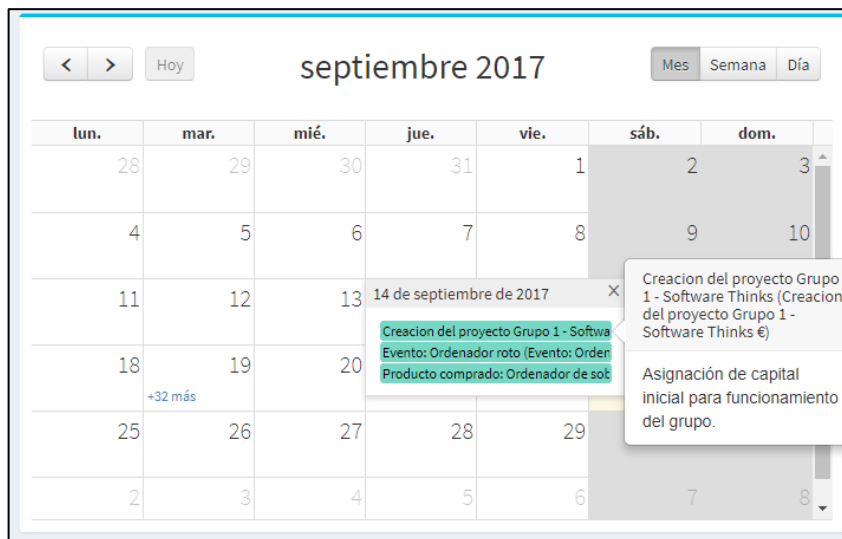 Hoy
septiembre 2017
Mes Semana Día
lun. mar. mié. jue. vie. sáb. dom.
28 29 30 31 1 2 3
4 5 6 7 8 9 10
11 12 13
14 de septiembre de 2017 X
Creacion del proyecto Grupo 1 - Softwa
Evento: Ordenador roto (Evento: Orden
Producto comprado: Ordenador de sob
Creacion del proyecto Grupo
1 - Software Thinks (Creacion
del proyecto Grupo 1 -
Software Thinks €)
Asignación de capital
inicial para funcionamiento
del grupo.
18 19 20
+32 más
25 26 27 28 29
2 3 4 5 6 7 8